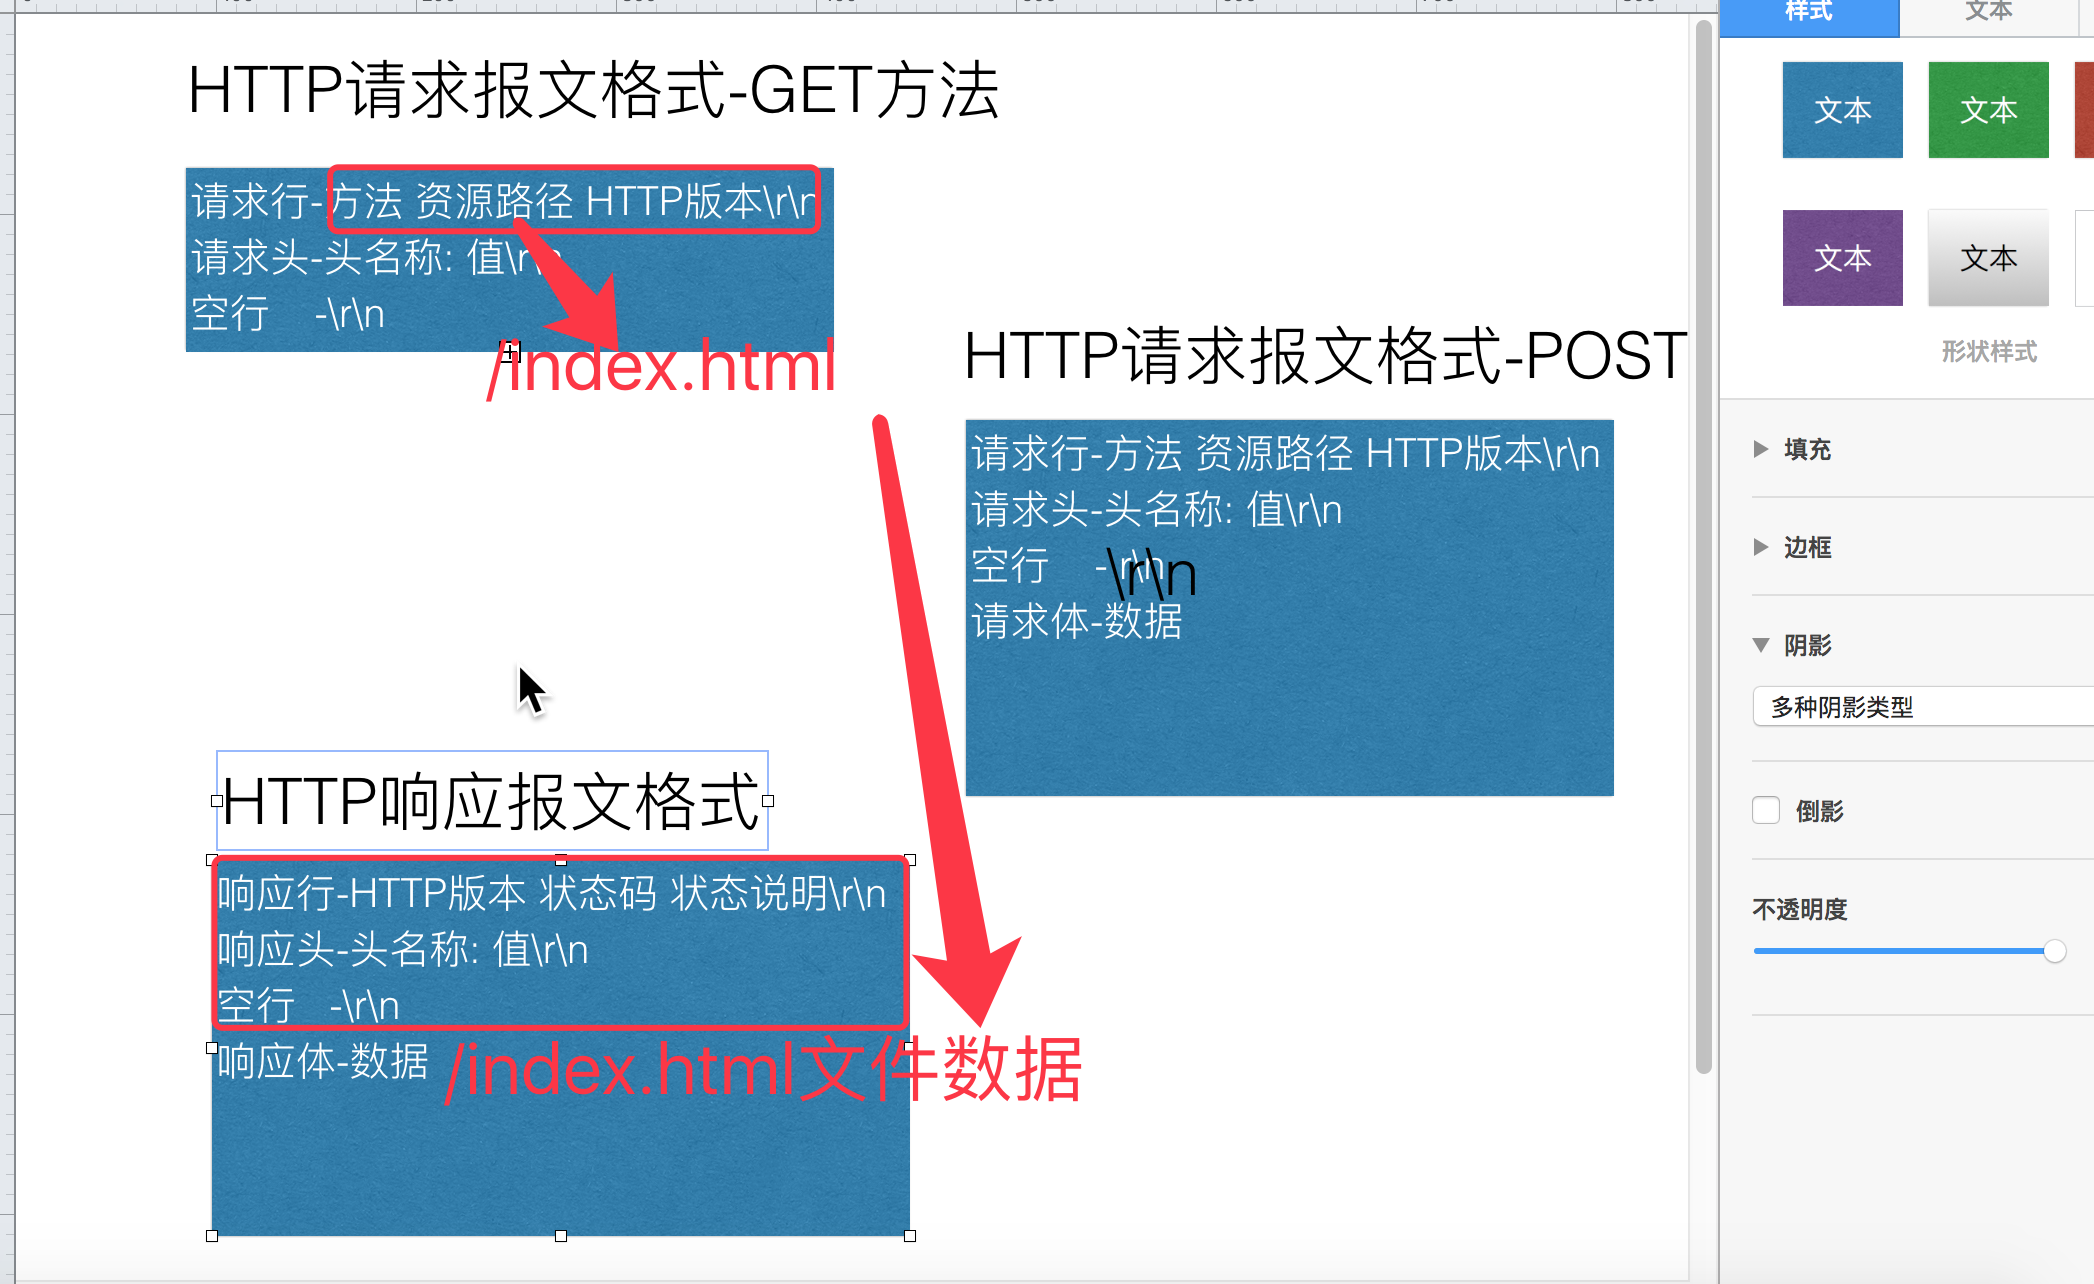 HTTP请求报文格式-GET方法
请求行-方法 资源路径 HTTP版本\r\n
请求头-头名称: 值\r\n
空行 -\r\n
/index.html
HTTP请求报文格式-POST
请求行-方法 资源路径 HTTP版本\r\n
请求头-头名称: 值\r\n
空行 -\r\n
\r\n
请求体-数据
HTTP响应报文格式
响应行-HTTP版本 状态码 状态说明\r\n
响应头-头名称: 值\r\n
空行 -\r\n
响应体-数据
/index.html文件数据
样式
文本
文本
文本
文本
文本
形状样式
填充
边框
阴影
多种阴影类型
倒影
不透明度